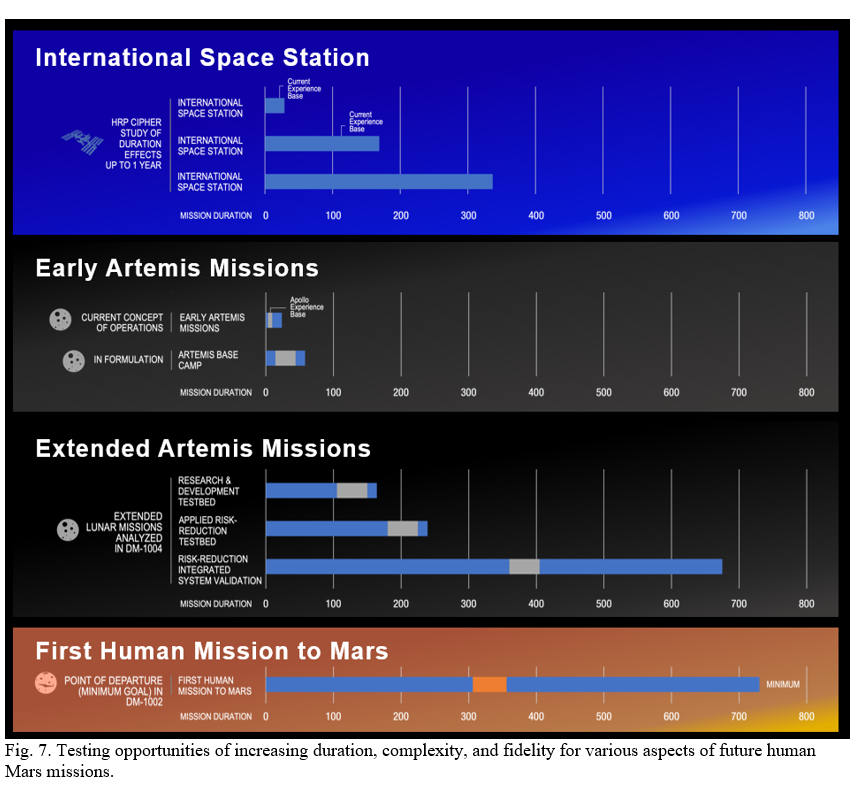 International Space Station
Current
Experience
Base
INTERNATIONAL
SPACE STATION
Current
Experience
Base
HRP CIPHER
STUDY OF
DURATION
EFFECTS
UP TO 1 YEAR
INTERNATIONAL
SPACE STATION
INTERNATIONAL
SPACE STATION
MISSION DURATION 0 100 200 300 400 500 600 700 800
Early Artemis Missions
Apollo
Experience
Base
CURRENT CONCEPT
OF OPERATIONS
EARLY ARTEMIS
MISSIONS
IN FORMULATION
ARTEMIS BASE
CAMP
MISSION DURATION 0 100 200 300 400 500 600 700 800
Extended Artemis Missions
RESEARCH &
DEVELOPMENT
TESTBED
EXTENDED
LUNAR MISSIONS
ANALYZED
IN DM-1004
APPLIED RISK-
REDUCTION
TESTBED
RISK-REDUCTION
INTEGRATED
SYSTEM VALIDATION
MISSION DURATION 0 100 200 300 400 500 600 700 800
First Human Mission to Mars
POINT OF DEPARTURE
(MINIMUM GOAL) IN
DM-1002
FIRST HUMAN
MISSION TO MARS
MINIMUM
MISSION DURATION 0 100 200 300 400 500 600 700 800
Fig. 7. Testing opportunities of increasing duration, complexity, and fidelity for various aspects of future human
Mars missions.